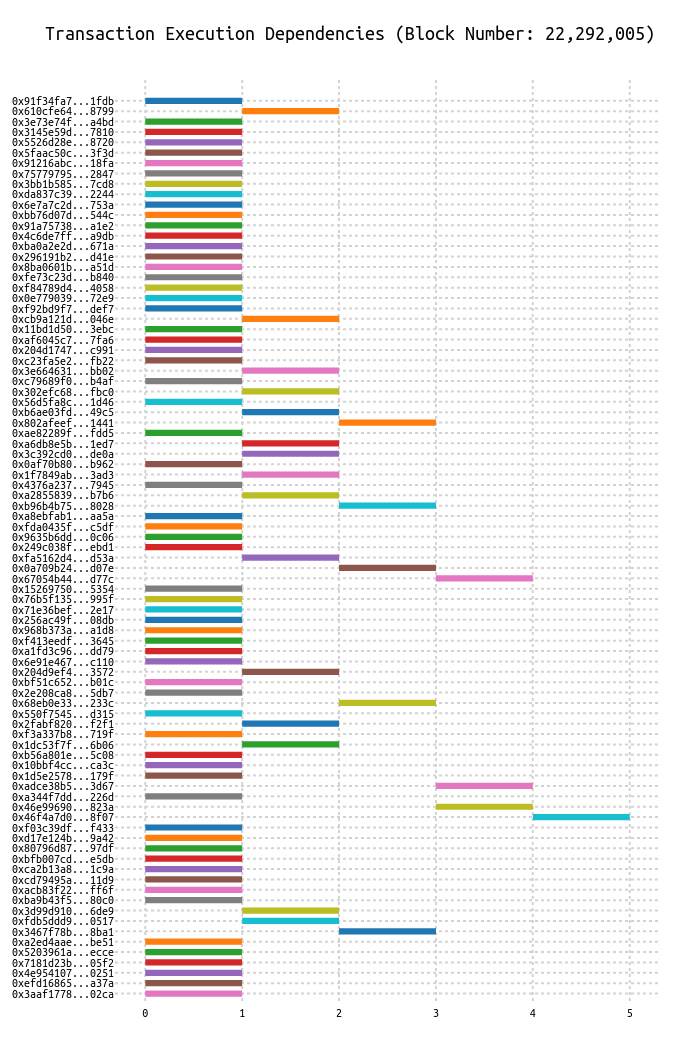 Transaction Execution Dependencies (Block Number: 22,292,005)
0x91f34fa7...1fdb
0x610cfe64...8799
0x3e73e74f...a4bd
0x3145e59d...7810
0x5526d28e...8720
0x5faac50c...3f3d
0x91216abc...18fa
0x75779795...2847
0x3bb1b585...7cd8
0xda837c39...2244
0x6e7a7c2d...753a
0xbb76d07d...544c
0x91a75738...a1e2
0x4c6de7ff...a9db
0xba0a2e2d...671a
0x296191b2...d41e
0x8ba0601b...a51d
0xfe73c23d...b840
0xf84789d4...4058
0x0e779039...72e9
0xf92bd9f7...def7
0xcb9a121d...046e
0x11bd1d50...3ebc
0xaf6045c7...7fa6
0x204d1747...c991
0xc23fa5e2...fb22
0x3e664631...bb02
0xc79689f0...b4af
0x302efc68...fbc0
0x56d5fa8c...1d46
0xb6ae03fd...49c5
0x802afeef...1441
0xae82289f...fdd5
0xa6db8e5b...1ed7
0x3c392cd0...de0a
0x0af70b80...b962
0x1f7849ab...3ad3
0x4376a237...7945
0xa2855839...b7b6
0xb96b4b75...8028
0xa8ebfab1...aa5a
0xfda0435f...c5df
0x9635b6dd...0c06
0x249c038f...ebd1
0xfa5162d4...d53a
0x0a709b24...d07e
0x67054b44...d77c
0x15269750...5354
0x76b5f135...995f
0x71e36bef...2e17
0x256ac49f...08db
0x968b373a...a1d8
0xf413eedf...3645
0xa1fd3c96...dd79
0x6e91e467...c110
0x204d9ef4...3572
0xbf51c652...b01c
0x2e208ca8...5db7
0x68eb0e33...233c
0x550f7545...d315
0x2fabf820...f2f1
0xf3a337b8...719f
0x1dc53f7f...6b06
0xb56a801e...5c08
0x10bbf4cc...ca3c
0x1d5e2578...179f
0xadce38b5...3d67
0xa344f7dd...226d
0x46e99690...823a
0x46f4a7d0...8f07
0xf03c39df...f433
0xd17e124b...9a42
0x80796d87...97df
0xbfb007cd...e5db
0xca2b13a8...1c9a
0xcd79495a...11d9
0xacb83f22...ff6f
0xba9b43f5...80c0
0x3d99d910...6de9
0xfdb5ddd9...0517
0x3467f78b...8ba1
0xa2ed4aae...be51
0x5203961a...ecce
0x7181d23b...05f2
0x4e954107...0251
0xefd16865...a37a
0x3aaf1778...02ca
0 1 2 3 4 5